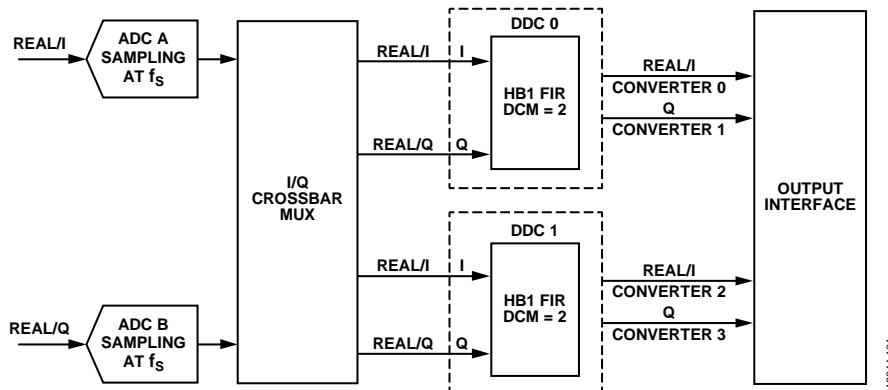 REAL/I
ADC A
SAMPLING
AT fS
REAL/Q
ADC B
SAMPLING
AT fS
I/Q
CROSSBAR
MUX
REAL/I
I
REAL/Q
Q
DDC 0
HB1 FIR
DCM = 2
REAL/I
CONVERTER 0
Q
CONVERTER 1
REAL/I
I
REAL/Q
Q
DDC 1
HB1 FIR
DCM = 2
REAL/I
CONVERTER 2
Q
CONVERTER 3
OUTPUT
INTERFACE